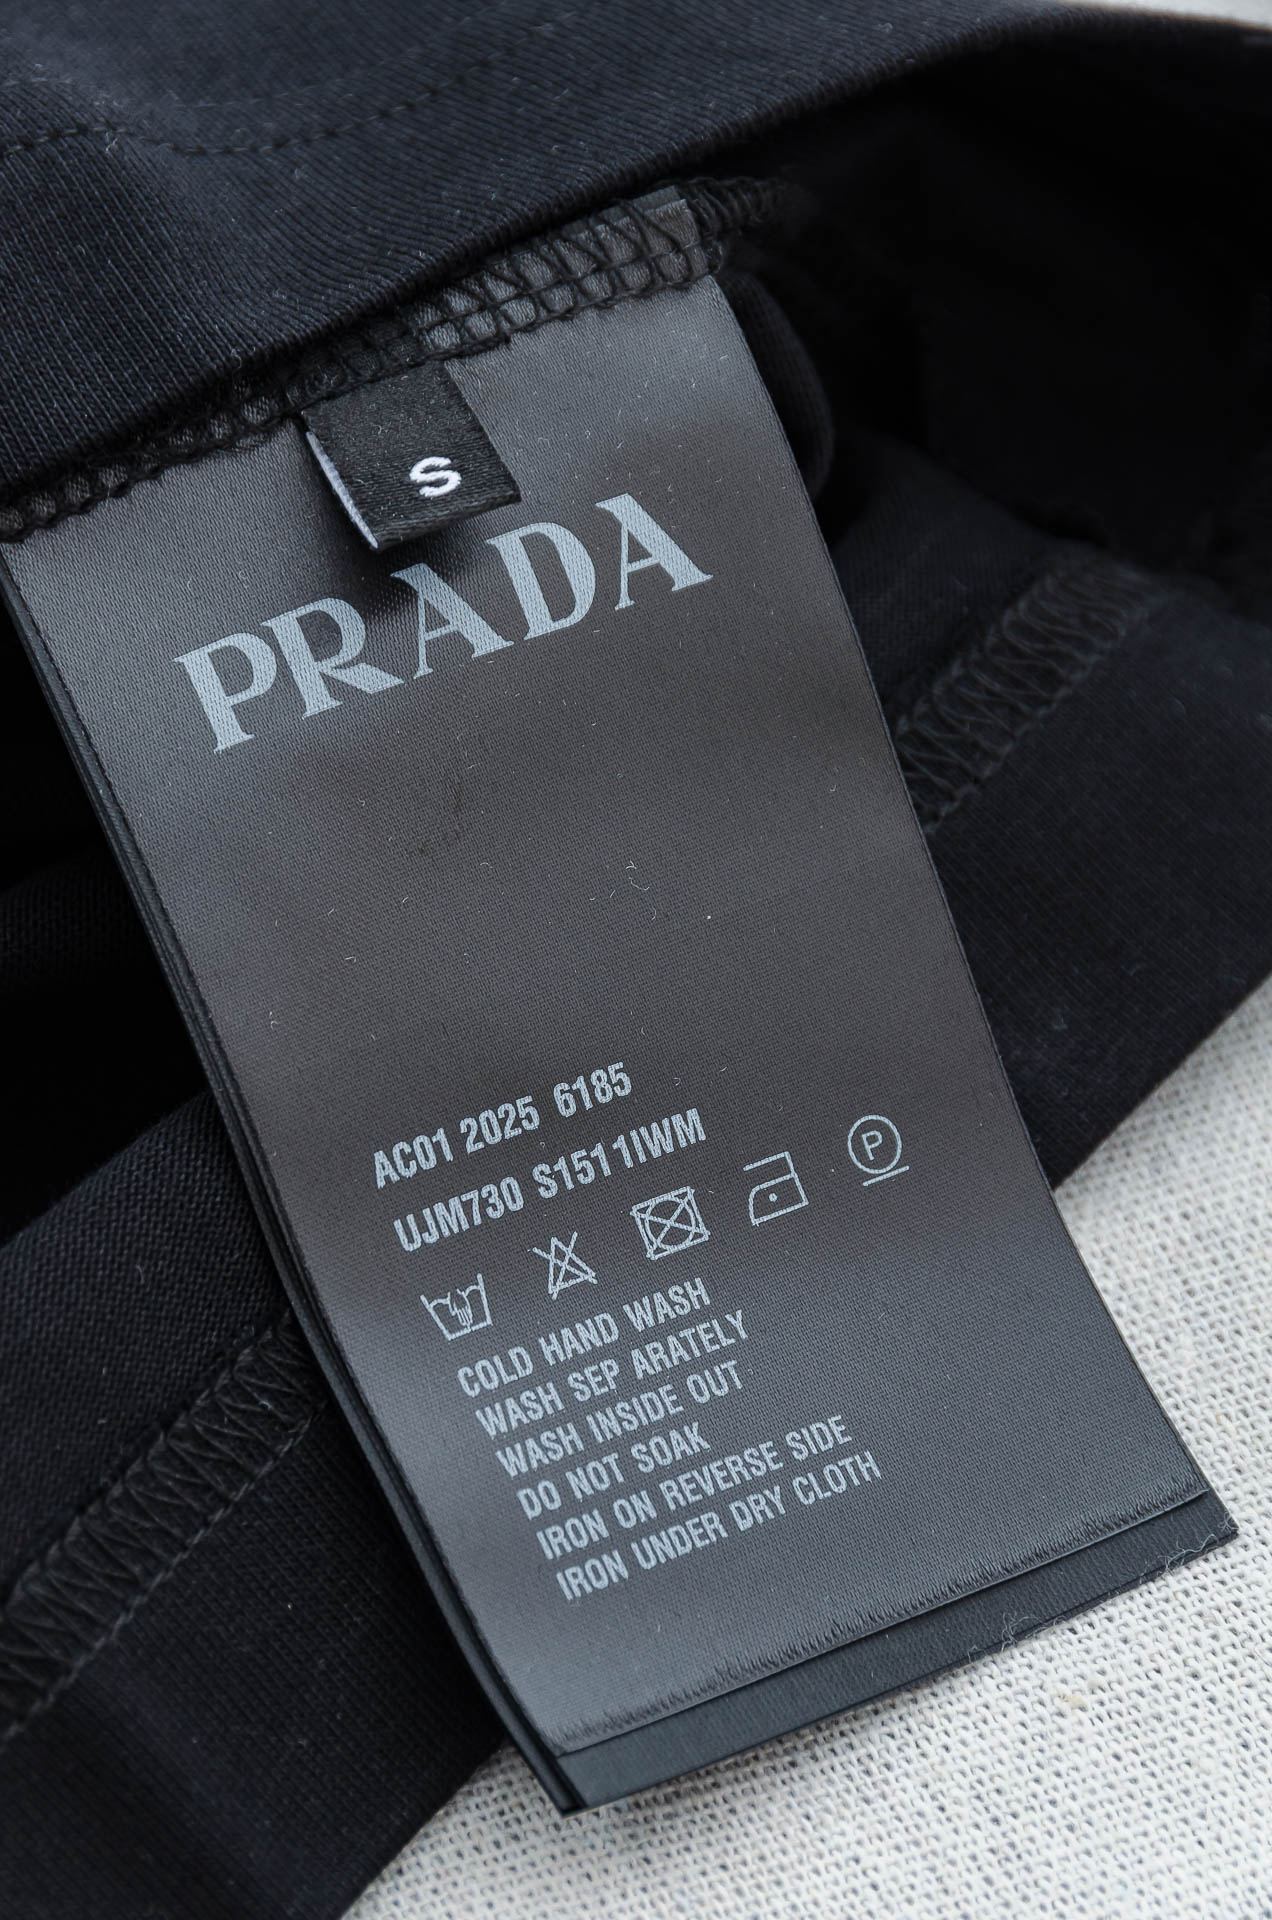 S
PRADA
AC01 2025 6185
UJM730 S1511IWM
P
COLD HAND WASH
WASH SEP ARATELY
WASH INSIDE OUT
DO NOT SOAK
IRON ON REVERSE SIDE
IRON UNDER DRY CLOTH